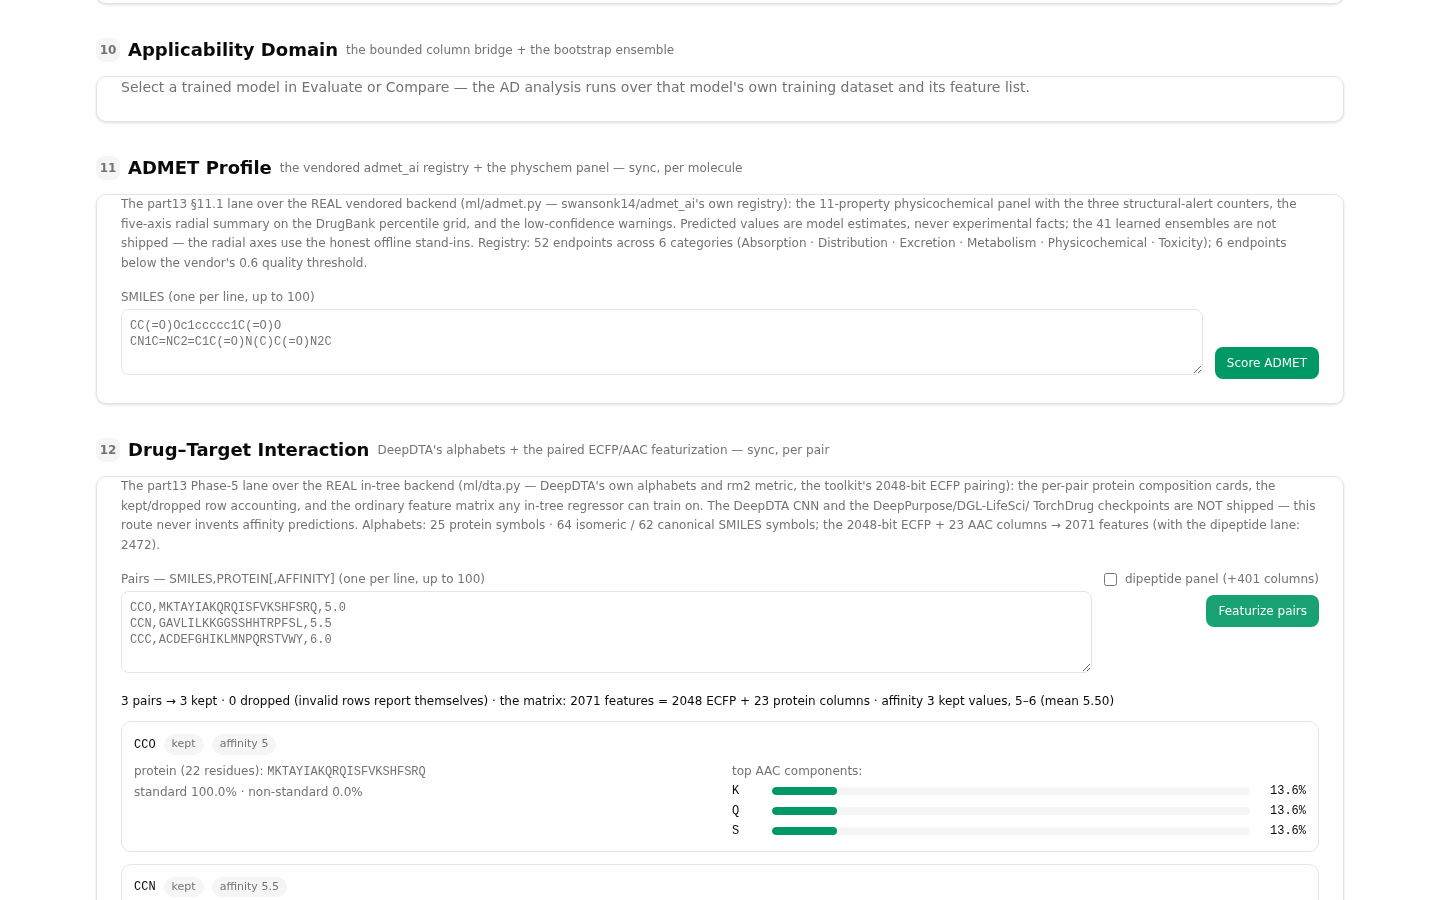 10 Applicability Domain the bounded column bridge + the bootstrap ensemble
Select a trained model in Evaluate or Compare — the AD analysis runs over that model's own training dataset and its feature list.
11 ADMET Profile the vendored admet_ai registry + the physchem panel — sync, per molecule
The part13 §11.1 lane over the REAL vendored backend (ml/admet.py — swansonk14/admet_ai's own registry): the 11-property physicochemical panel with the three structural-alert counters, the
five-axis radial summary on the DrugBank percentile grid, and the low-confidence warnings. Predicted values are model estimates, never experimental facts; the 41 learned ensembles are not
shipped — the radial axes use the honest offline stand-ins. Registry: 52 endpoints across 6 categories (Absorption · Distribution · Excretion · Metabolism · Physicochemical · Toxicity); 6 endpoints
below the vendor's 0.6 quality threshold.
SMILES (one per line, up to 100)
CC(=O)Oc1ccccc1C(=O)O
CN1C=NC2=C1C(=O)N(C)C(=O)N2C
Score ADMET
12 Drug–Target Interaction DeepDTA's alphabets + the paired ECFP/AAC featurization — sync, per pair
The part13 Phase-5 lane over the REAL in-tree backend (ml/dta.py — DeepDTA's own alphabets and rm2 metric, the toolkit's 2048-bit ECFP pairing): the per-pair protein composition cards, the
kept/dropped row accounting, and the ordinary feature matrix any in-tree regressor can train on. The DeepDTA CNN and the DeepPurpose/DGL-LifeSci/ TorchDrug checkpoints are NOT shipped — this
route never invents affinity predictions. Alphabets: 25 protein symbols · 64 isomeric / 62 canonical SMILES symbols; the 2048-bit ECFP + 23 AAC columns → 2071 features (with the dipeptide lane:
2472).
Pairs — SMILES,PROTEIN[,AFFINITY] (one per line, up to 100)
dipeptide panel (+401 columns)
CCO,MKTAYIAKQRQISFVKSHFSRQ,5.0
CCN,GAVLILKKGGSSHHTRPFSL,5.5
CCC,ACDEFGHIKLMNPQRSTVWY,6.0
Featurize pairs
3 pairs → 3 kept · 0 dropped (invalid rows report themselves) · the matrix: 2071 features = 2048 ECFP + 23 protein columns · affinity 3 kept values, 5–6 (mean 5.50)
CCO kept affinity 5
protein (22 residues): MKTAYIAKQRQISFVKSHFSRQ
standard 100.0% · non-standard 0.0%
top AAC components:
K 13.6%
Q 13.6%
S 13.6%
CCN kept affinity 5.5